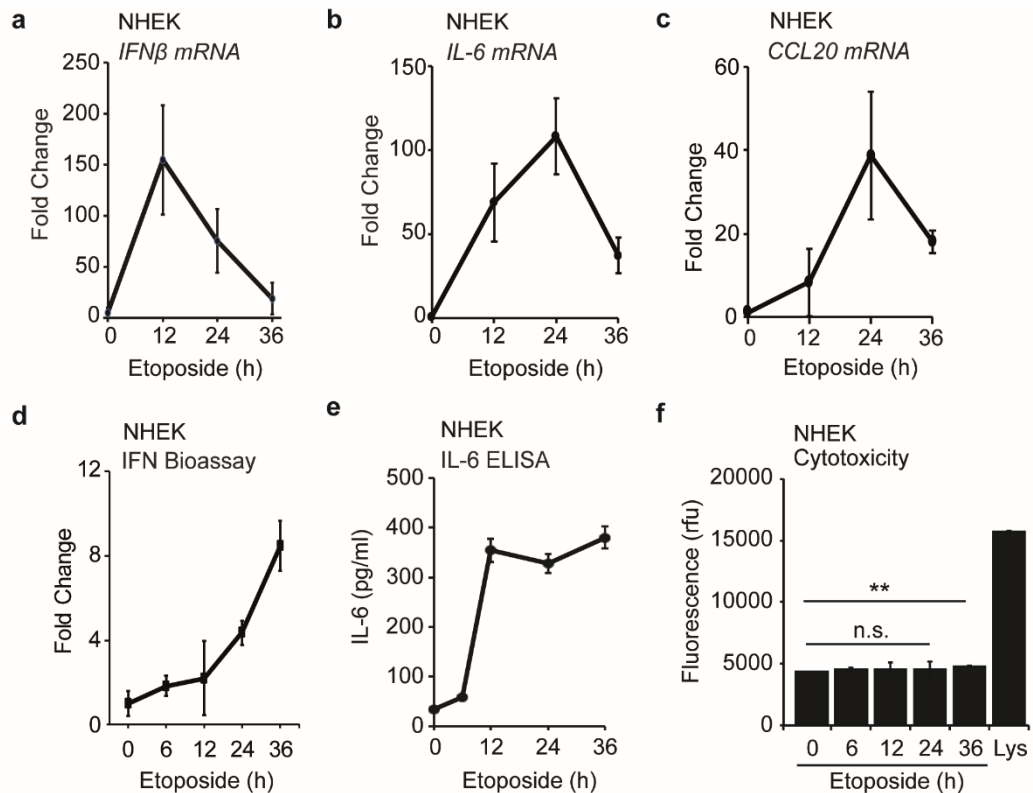 a
NHEK
IFNβ mRNA
250
200
150
100
50
0
Fold Change
0 12 24 36
Etoposide (h)
b
NHEK
IL-6 mRNA
150
100
50
0
Fold Change
0 12 24 36
Etoposide (h)
c
NHEK
CCL20 mRNA
60
40
20
0
Fold Change
0 12 24 36
Etoposide (h)
d
NHEK
IFN Bioassay
12
8
4
0
Fold Change
0 6 12 24 36
Etoposide (h)
e
NHEK
IL-6 ELISA
500
400
300
200
100
0
IL-6 (pg/ml)
0 12 24 36
Etoposide (h)
f
NHEK
Cytotoxicity
20000
15000
10000
5000
0
Fluorescence (rfu)
**
n.s.
0 6 12 24 36 Lys
Etoposide (h)